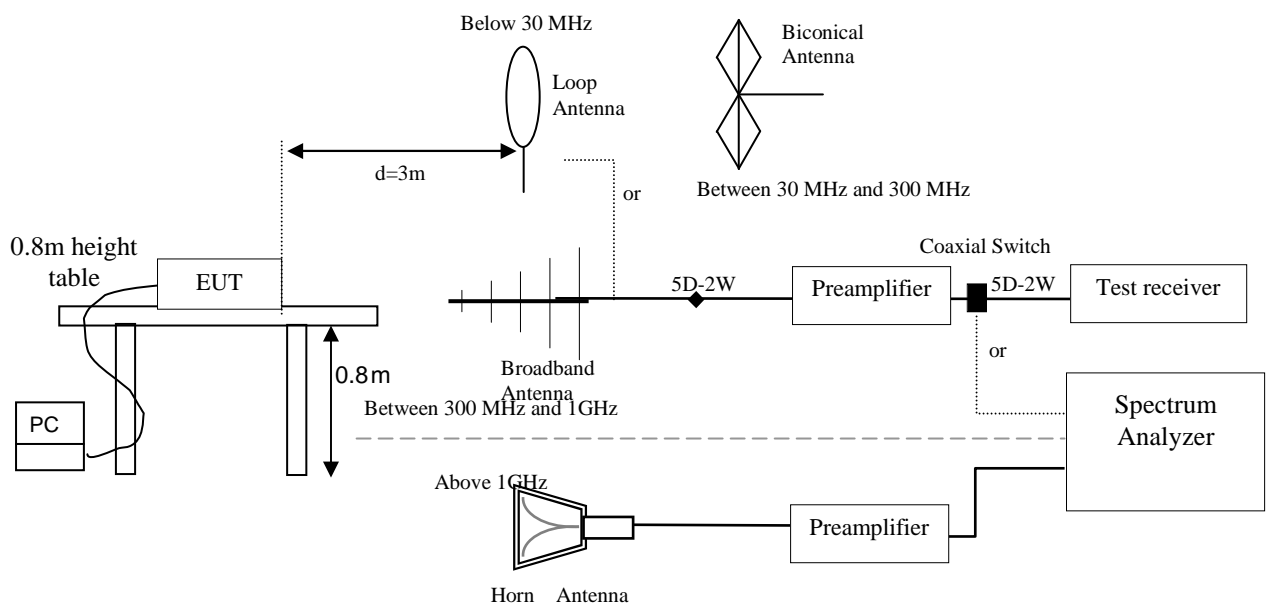 Below 30 MHz
Loop
Antenna
Biconical
Antenna
d=3m
or
Between 30 MHz and 300 MHz
0.8m height
table
EUT
5D-2W
Preamplifier
Coaxial Switch
5D-2W
Test receiver
or
0.8m
Broadband
Antenna
Between 300 MHz and 1GHz
PC
Spectrum
Analyzer
Above 1GHz
Preamplifier
Horn Antenna